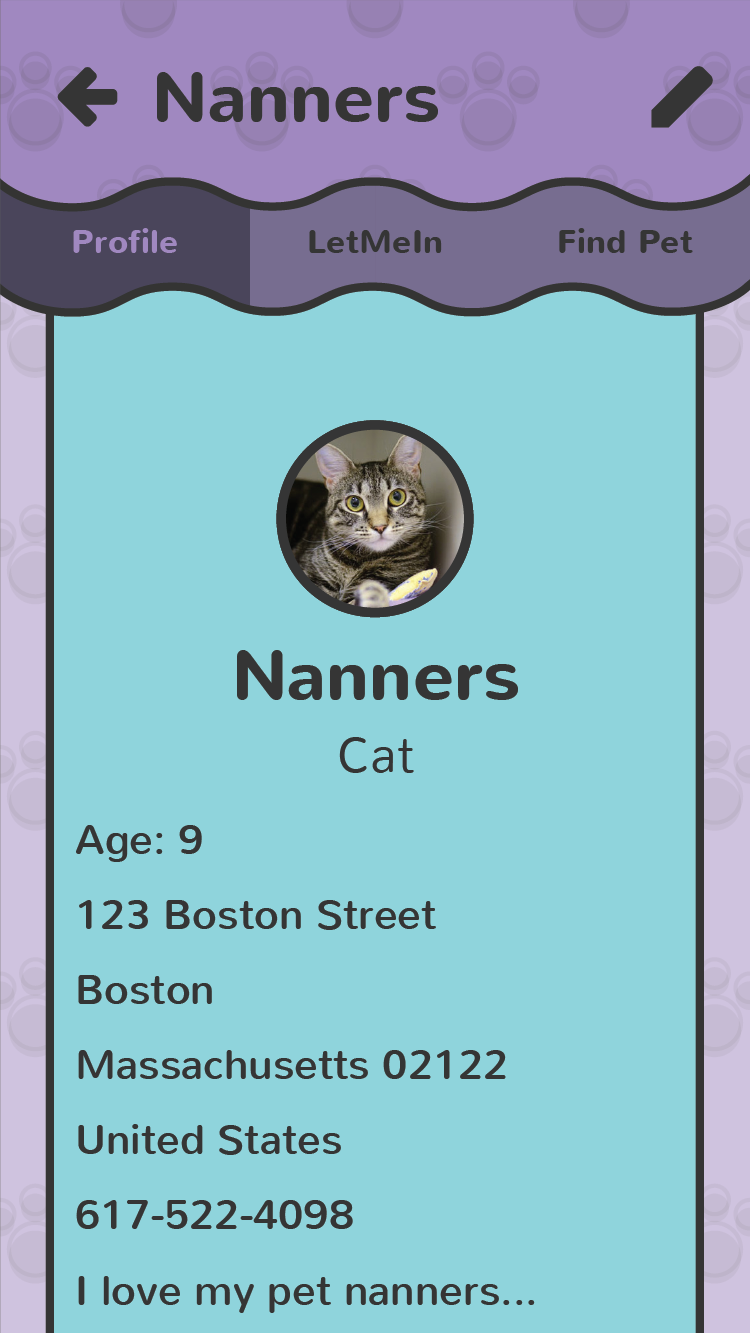 Nanners
Profile LetMeIn Find Pet
Nanners
Cat
Age: 9
123 Boston Street
Boston
Massachusetts 02122
United States
617-522-4098
I love my pet nanners...